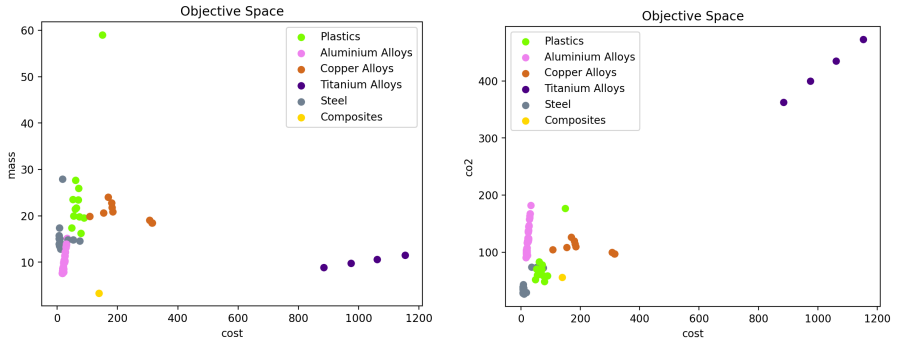 Objective Space
60
50
40
30
20
10
mass
0
200
400
600
800
1000
1200
cost
Plastics
Aluminium Alloys
Copper Alloys
Titanium Alloys
Steel
Composites
Objective Space
400
300
200
100
co2
0
200
400
600
800
1000
1200
cost
Plastics
Aluminium Alloys
Copper Alloys
Titanium Alloys
Steel
Composites